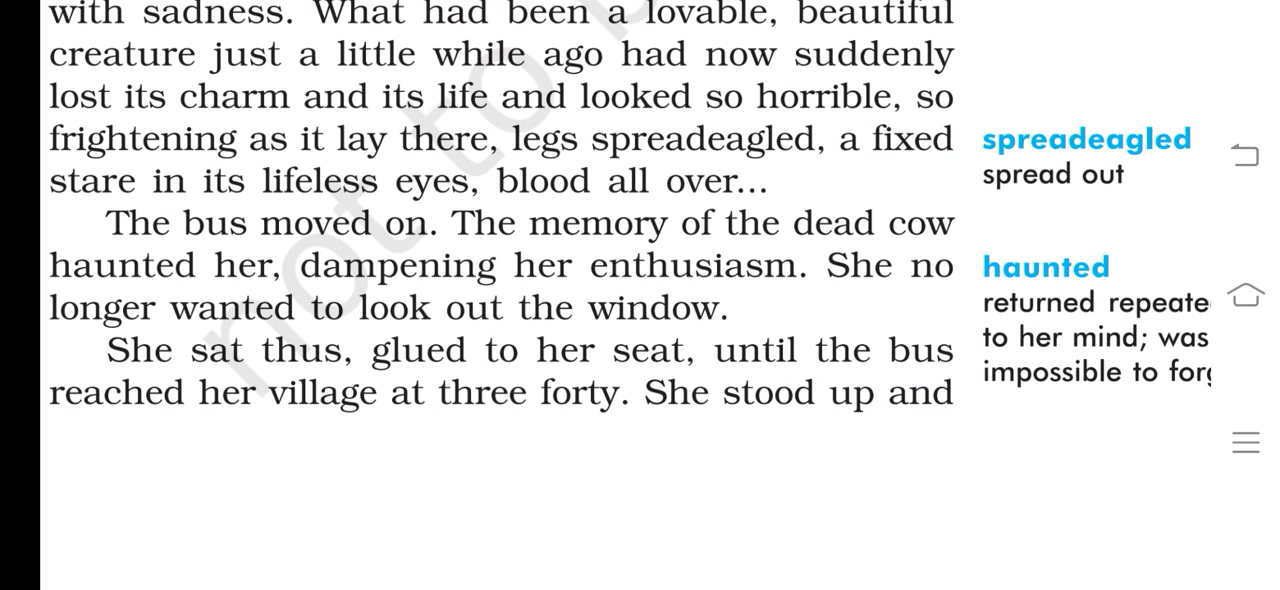 with sadness. What had been a lovable, beautiful
creature just a little while ago had now suddenly
lost its charm and its life and looked so horrible, so
frightening as it lay there, legs spreadeagled, a fixed
stare in its lifeless eyes, blood all over...
The bus moved on. The memory of the dead cow
haunted her, dampening her enthusiasm. She no
longer wanted to look out the window.
She sat thus, glued to her seat, until the bus
reached her village at three forty. She stood up and
spreadeagled
spread out
haunted
returned repeate
to her mind; was
impossible to forg
not to b